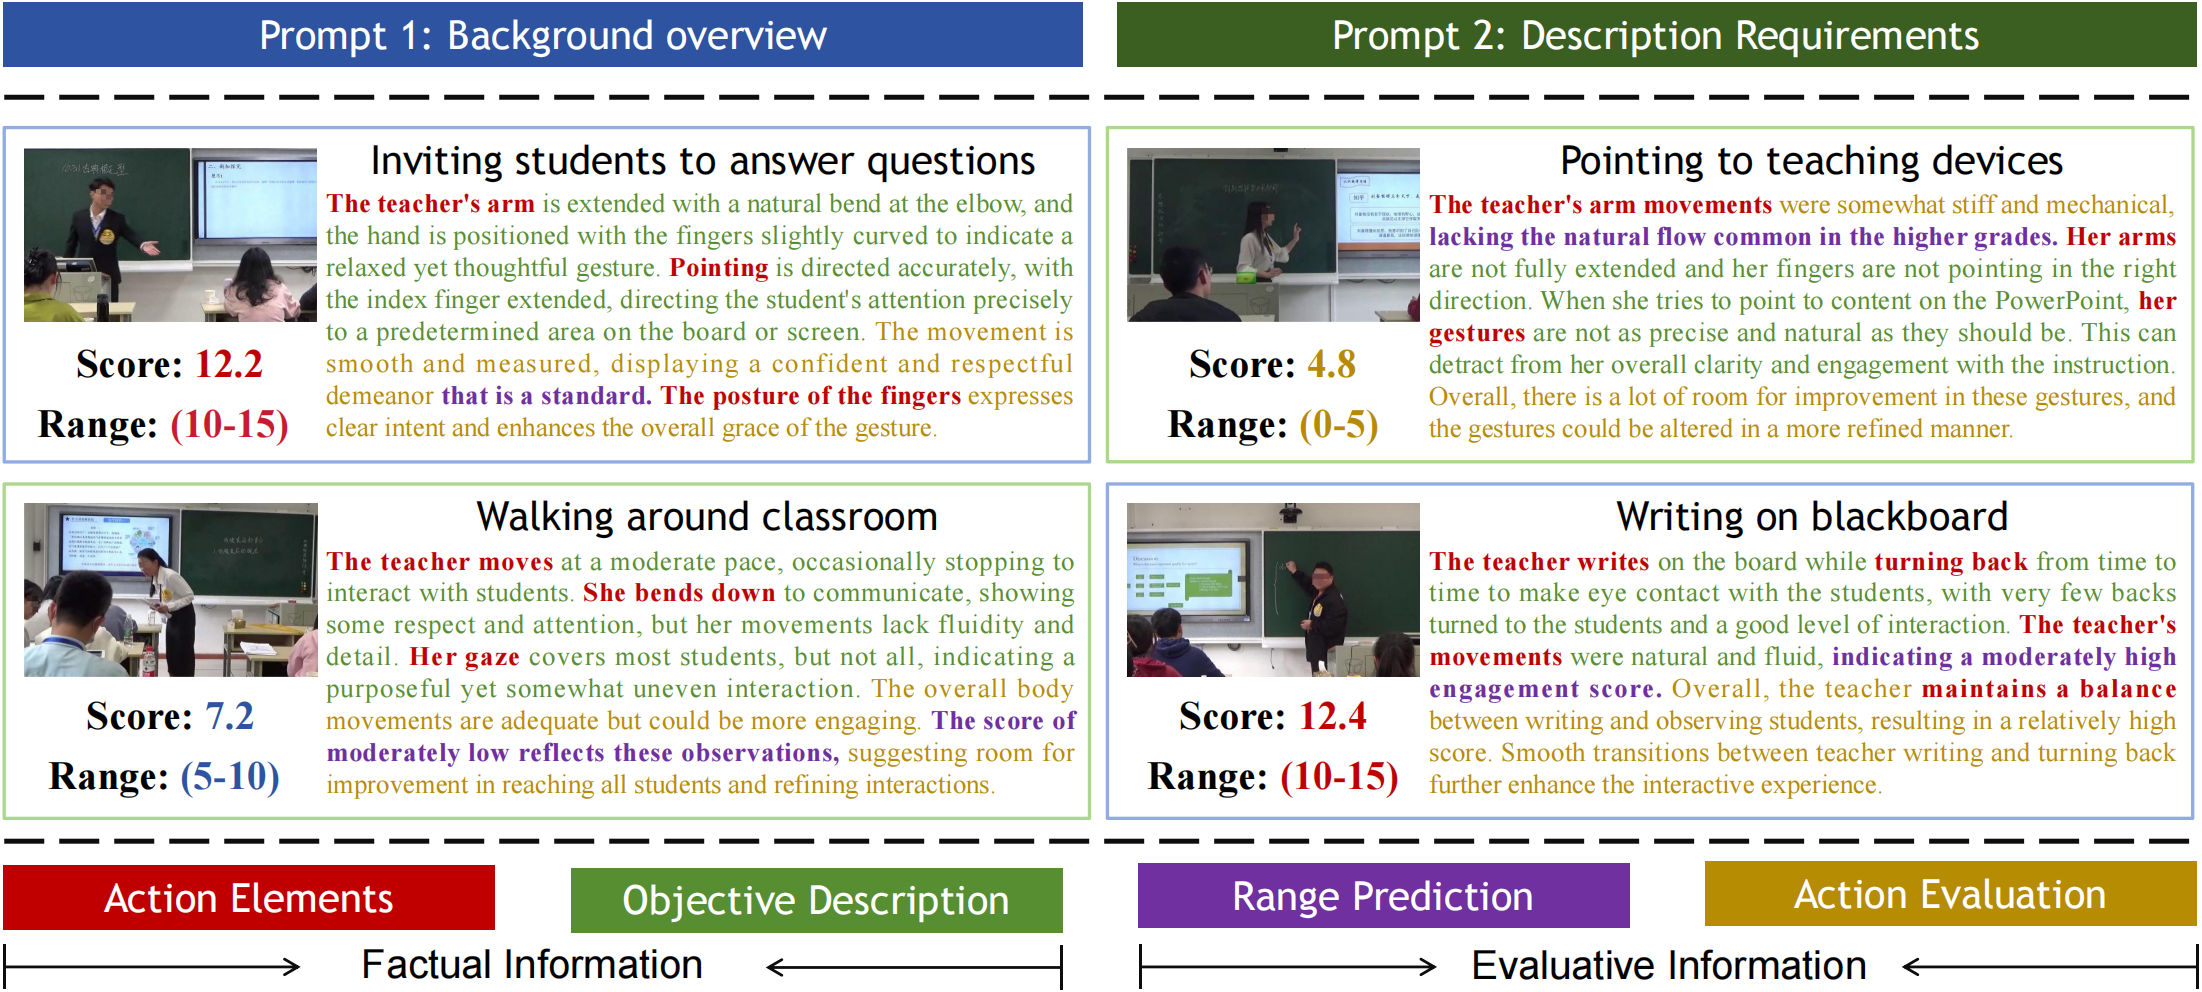 Prompt 1: Background overview
Prompt 2: Description Requirements
Inviting students to answer questions
The teacher's arm is extended with a natural bend at the elbow, and
the hand is positioned with the fingers slightly curved to indicate a
relaxed yet thoughtful gesture. Pointing is directed accurately, with
the index finger extended, directing the student's attention precisely
to a predetermined area on the board or screen. The movement is
smooth and measured, displaying a confident and respectful
demeanor that is a standard. The posture of the fingers expresses
clear intent and enhances the overall grace of the gesture.
Score: 12.2
Range: (10-15)
Pointing to teaching devices
The teacher's arm movements were somewhat stiff and mechanical,
lacking the natural flow common in the higher grades. Her arms
are not fully extended and her fingers are not pointing in the right
direction. When she tries to point to content on the PowerPoint, her
gestures are not as precise and natural as they should be. This can
detract from her overall clarity and engagement with the instruction.
Overall, there is a lot of room for improvement in these gestures, and
the gestures could be altered in a more refined manner.
Score: 4.8
Range: (0-5)
Walking around classroom
The teacher moves at a moderate pace, occasionally stopping to
interact with students. She bends down to communicate, showing
some respect and attention, but her movements lack fluidity and
detail. Her gaze covers most students, but not all, indicating a
purposeful yet somewhat uneven interaction. The overall body
movements are adequate but could be more engaging. The score of
moderately low reflects these observations, suggesting room for
improvement in reaching all students and refining interactions.
Score: 7.2
Range: (5-10)
Writing on blackboard
The teacher writes on the board while turning back from time to
time to make eye contact with the students, with very few backs
turned to the students and a good level of interaction. The teacher's
movements were natural and fluid, indicating a moderately high
engagement score. Overall, the teacher maintains a balance
between writing and observing students, resulting in a relatively high
score. Smooth transitions between teacher writing and turning back
further enhance the interactive experience.
Score: 12.4
Range: (10-15)
Action Elements
Objective Description
Range Prediction
Action Evaluation
Factual Information
Evaluative Information